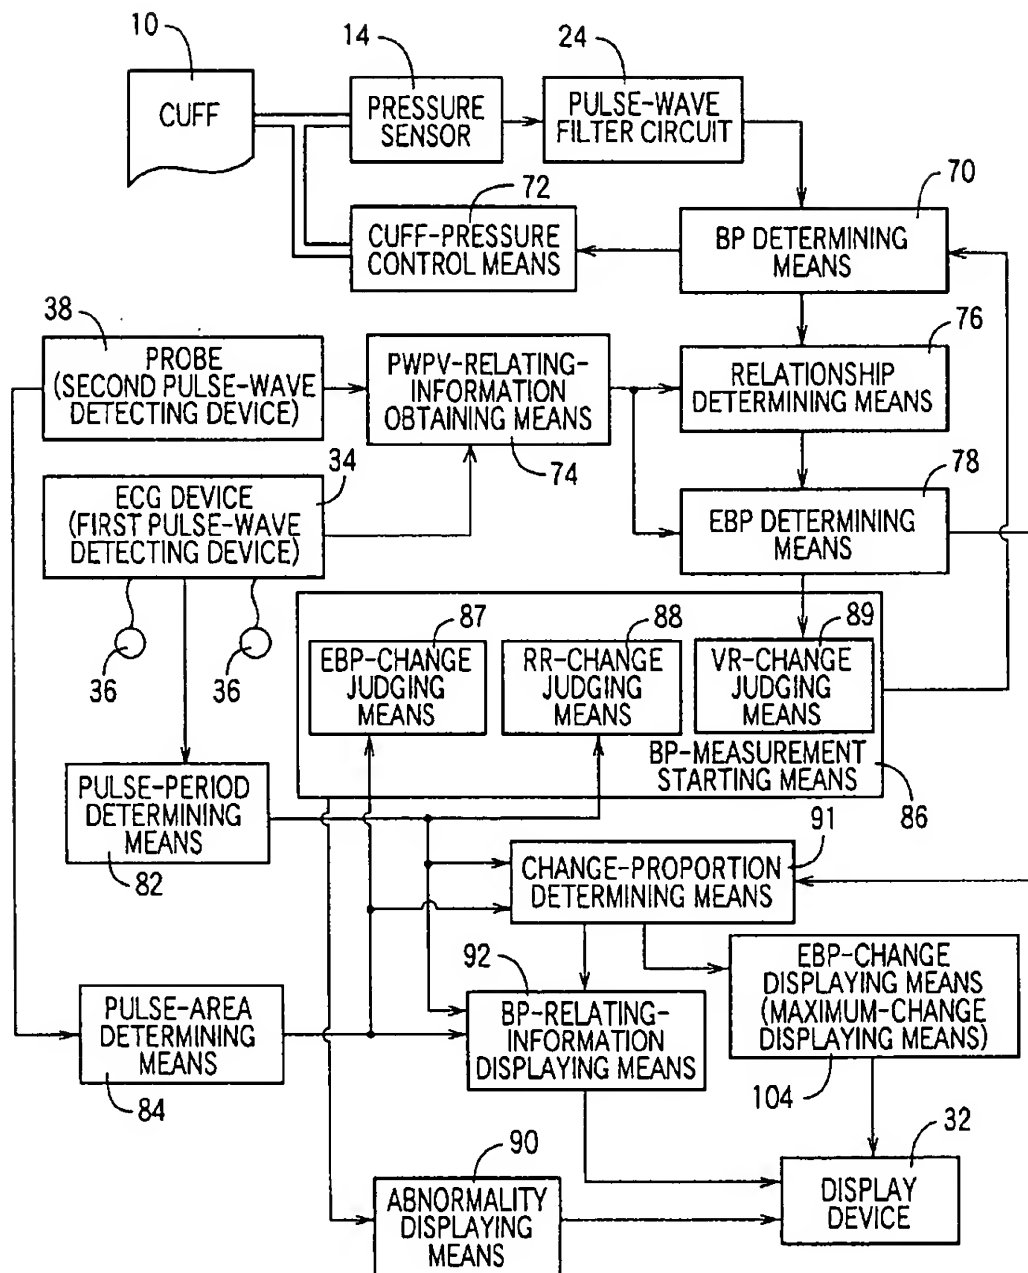 10
14
24
CUFF
PRESSURE
SENSOR
PULSE-WAVE
FILTER CIRCUIT
72
70
CUFF-PRESSURE
CONTROL MEANS
BP DETERMINING
MEANS
38
76
PROBE
(SECOND PULSE-WAVE
DETECTING DEVICE)
PWPV-RELATING-
INFORMATION
OBTAINING MEANS
RELATIONSHIP
DETERMINING MEANS
34
74
78
ECG DEVICE
(FIRST PULSE-WAVE
DETECTING DEVICE)
EBP DETERMINING
MEANS
36
36
87
88
89
EBP-CHANGE
JUDGING
MEANS
RR-CHANGE
JUDGING
MEANS
VR-CHANGE
JUDGING
MEANS
BP-MEASUREMENT
STARTING MEANS
86
PULSE-PERIOD
DETERMINING
MEANS
82
91
CHANGE-PROPORTION
DETERMINING MEANS
92
EBP-CHANGE
DISPLAYING MEANS
(MAXIMUM-CHANGE
DISPLAYING MEANS)
104
PULSE-AREA
DETERMINING
MEANS
84
BP-RELATING-
INFORMATION
DISPLAYING MEANS
90
32
ABNORMALITY
DISPLAYING
MEANS
DISPLAY
DEVICE